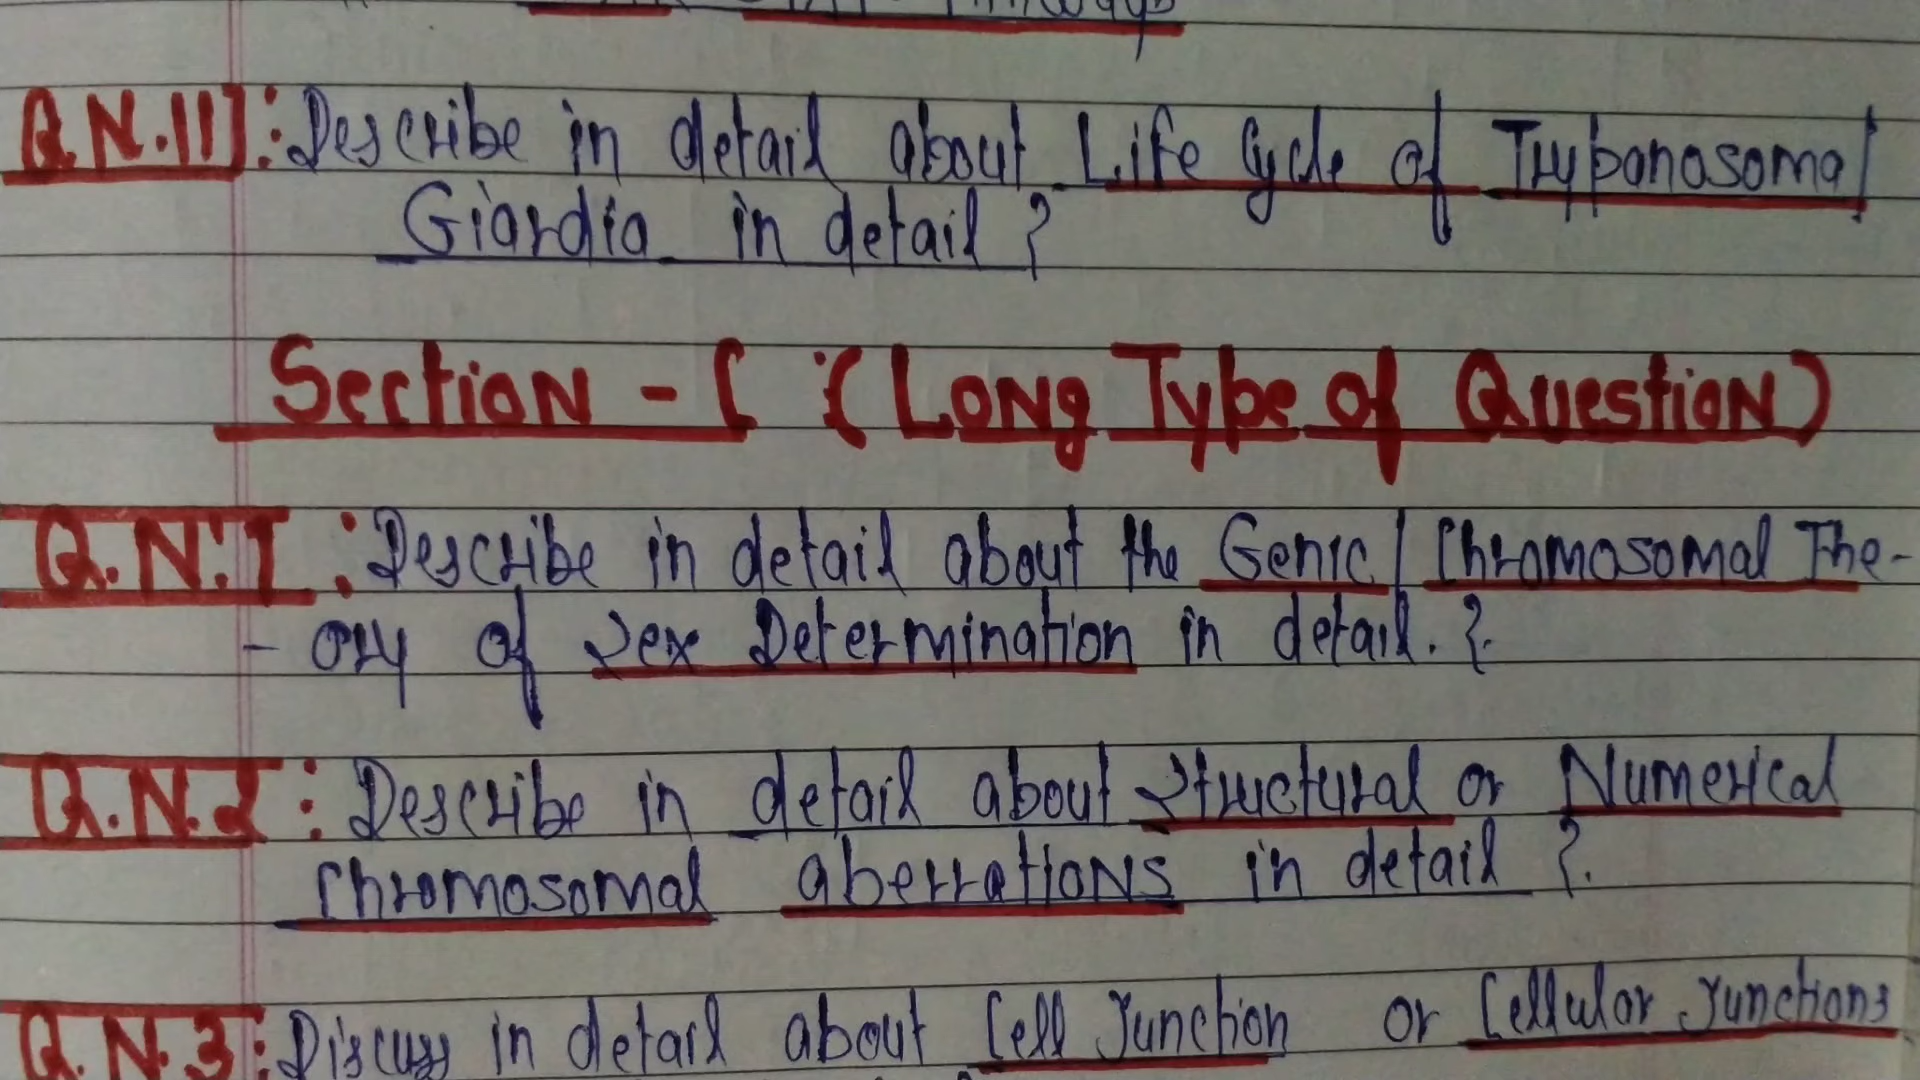 Q.N.11]: Describe in detail about Life Cycle of Trypanosoma/
Giardia in detail ?
Section - C :(Long Type of Question)
Q.N.1 : Describe in detail about the Genic/Chromosomal The-
- ory of Sex Determination in detail. ?
Q.N.2 : Describe in detail about Structural or Numerical
Chromosomal aberrations in detail ?
Q.N.3 : Discuss in detail about Cell Junction or Cellular Junctions